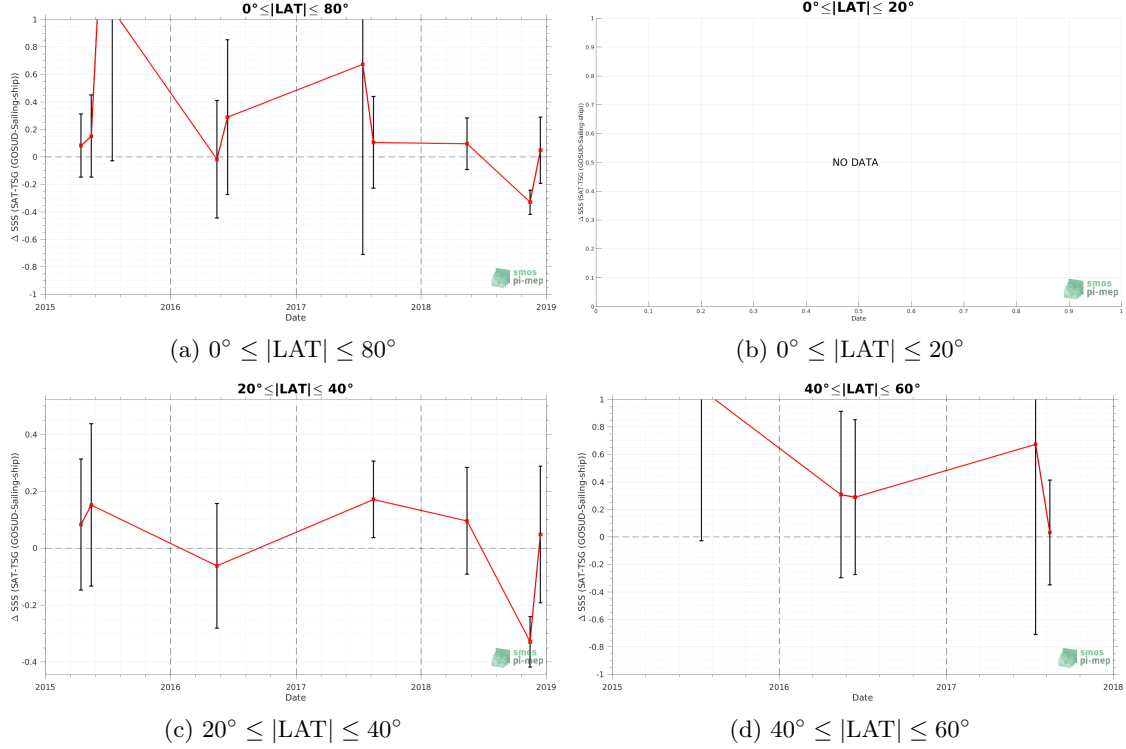 0°≤|LAT|≤ 80°
Δ SSS (SAT-TSG (GOSUD-Sailing-ship))
1
0.8
0.6
0.4
0.2
0
-0.2
-0.4
-0.6
-0.8
-1
2015 2016 2017 2018 2019
Date
smos
pi-mep
(a) 0° ≤ |LAT| ≤ 80°
0°≤|LAT|≤ 20°
Δ SSS (SAT-TSG (GOSUD-Sailing-ship))
1
0.9
0.8
0.7
0.6
0.5
0.4
0.3
0.2
0.1
0
NO DATA
0 0.1 0.2 0.3 0.4 0.5 0.6 0.7 0.8 0.9 1
Date
smos
pi-mep
(b) 0° ≤ |LAT| ≤ 20°
20°≤|LAT|≤ 40°
Δ SSS (SAT-TSG (GOSUD-Sailing-ship))
0.4
0.2
0
-0.2
-0.4
2015 2016 2017 2018 2019
Date
smos
pi-mep
(c) 20° ≤ |LAT| ≤ 40°
40°≤|LAT|≤ 60°
Δ SSS (SAT-TSG (GOSUD-Sailing-ship))
1
0.8
0.6
0.4
0.2
0
-0.2
-0.4
-0.6
-0.8
-1
2015 2016 2017 2018
Date
smos
pi-mep
(d) 40° ≤ |LAT| ≤ 60°